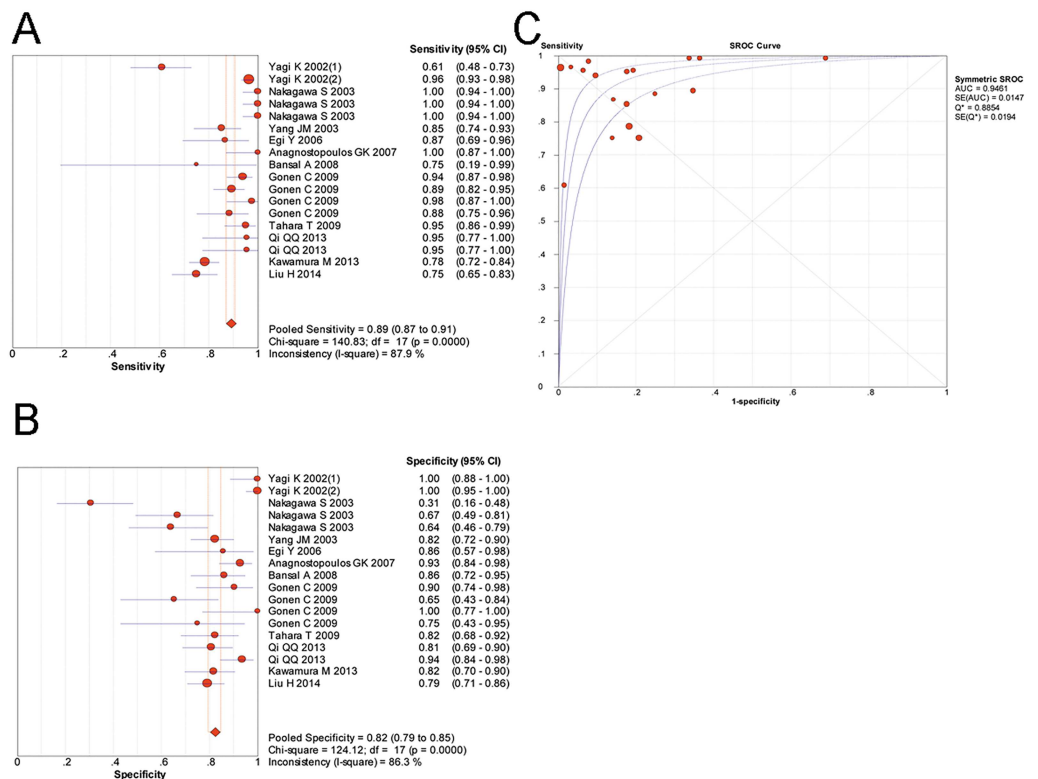 A
Sensitivity (95% CI)
Yagi K 2002(1) 0.61 (0.48 - 0.73)
Yagi K 2002(2) 0.96 (0.93 - 0.98)
Nakagawa S 2003 1.00 (0.94 - 1.00)
Nakagawa S 2003 1.00 (0.94 - 1.00)
Nakagawa S 2003 1.00 (0.94 - 1.00)
Yang JM 2003 0.85 (0.74 - 0.93)
Egi Y 2006 0.87 (0.69 - 0.96)
Anagnostopoulos GK 2007 1.00 (0.87 - 1.00)
Bansal A 2008 0.75 (0.19 - 0.99)
Gonen C 2009 0.94 (0.87 - 0.98)
Gonen C 2009 0.89 (0.82 - 0.95)
Gonen C 2009 0.98 (0.87 - 1.00)
Gonen C 2009 0.88 (0.75 - 0.96)
Tahara T 2009 0.95 (0.86 - 0.99)
Qi QQ 2013 0.95 (0.77 - 1.00)
Qi QQ 2013 0.95 (0.77 - 1.00)
Kawamura M 2013 0.78 (0.72 - 0.84)
Liu H 2014 0.75 (0.65 - 0.83)
Pooled Sensitivity = 0.89 (0.87 to 0.91)
Chi-square = 140.83; df = 17 (p = 0.0000)
Inconsistency (I-square) = 87.9 %
0 .2 .4 .6 .8 1
Sensitivity
B
Specificity (95% CI)
Yagi K 2002(1) 1.00 (0.88 - 1.00)
Yagi K 2002(2) 1.00 (0.95 - 1.00)
Nakagawa S 2003 0.31 (0.16 - 0.48)
Nakagawa S 2003 0.67 (0.49 - 0.81)
Nakagawa S 2003 0.64 (0.46 - 0.79)
Yang JM 2003 0.82 (0.72 - 0.90)
Egi Y 2006 0.86 (0.57 - 0.98)
Anagnostopoulos GK 2007 0.93 (0.84 - 0.98)
Bansal A 2008 0.86 (0.72 - 0.95)
Gonen C 2009 0.90 (0.74 - 0.98)
Gonen C 2009 0.65 (0.43 - 0.84)
Gonen C 2009 1.00 (0.77 - 1.00)
Gonen C 2009 0.75 (0.43 - 0.95)
Tahara T 2009 0.82 (0.68 - 0.92)
Qi QQ 2013 0.81 (0.69 - 0.90)
Qi QQ 2013 0.94 (0.84 - 0.98)
Kawamura M 2013 0.82 (0.70 - 0.90)
Liu H 2014 0.79 (0.71 - 0.86)
Pooled Specificity = 0.82 (0.79 to 0.85)
Chi-square = 124.12; df = 17 (p = 0.0000)
Inconsistency (I-square) = 86.3 %
0 .2 .4 .6 .8 1
Specificity
C
Sensitivity SROC Curve
1
.9
.8
.7
.6
.5
.4
.3
.2
.1
0
0 .2 .4 .6 .8 1
1-specificity
Symmetric SROC
AUC = 0.9461
SE(AUC) = 0.0147
Q* = 0.8854
SE(Q*) = 0.0194